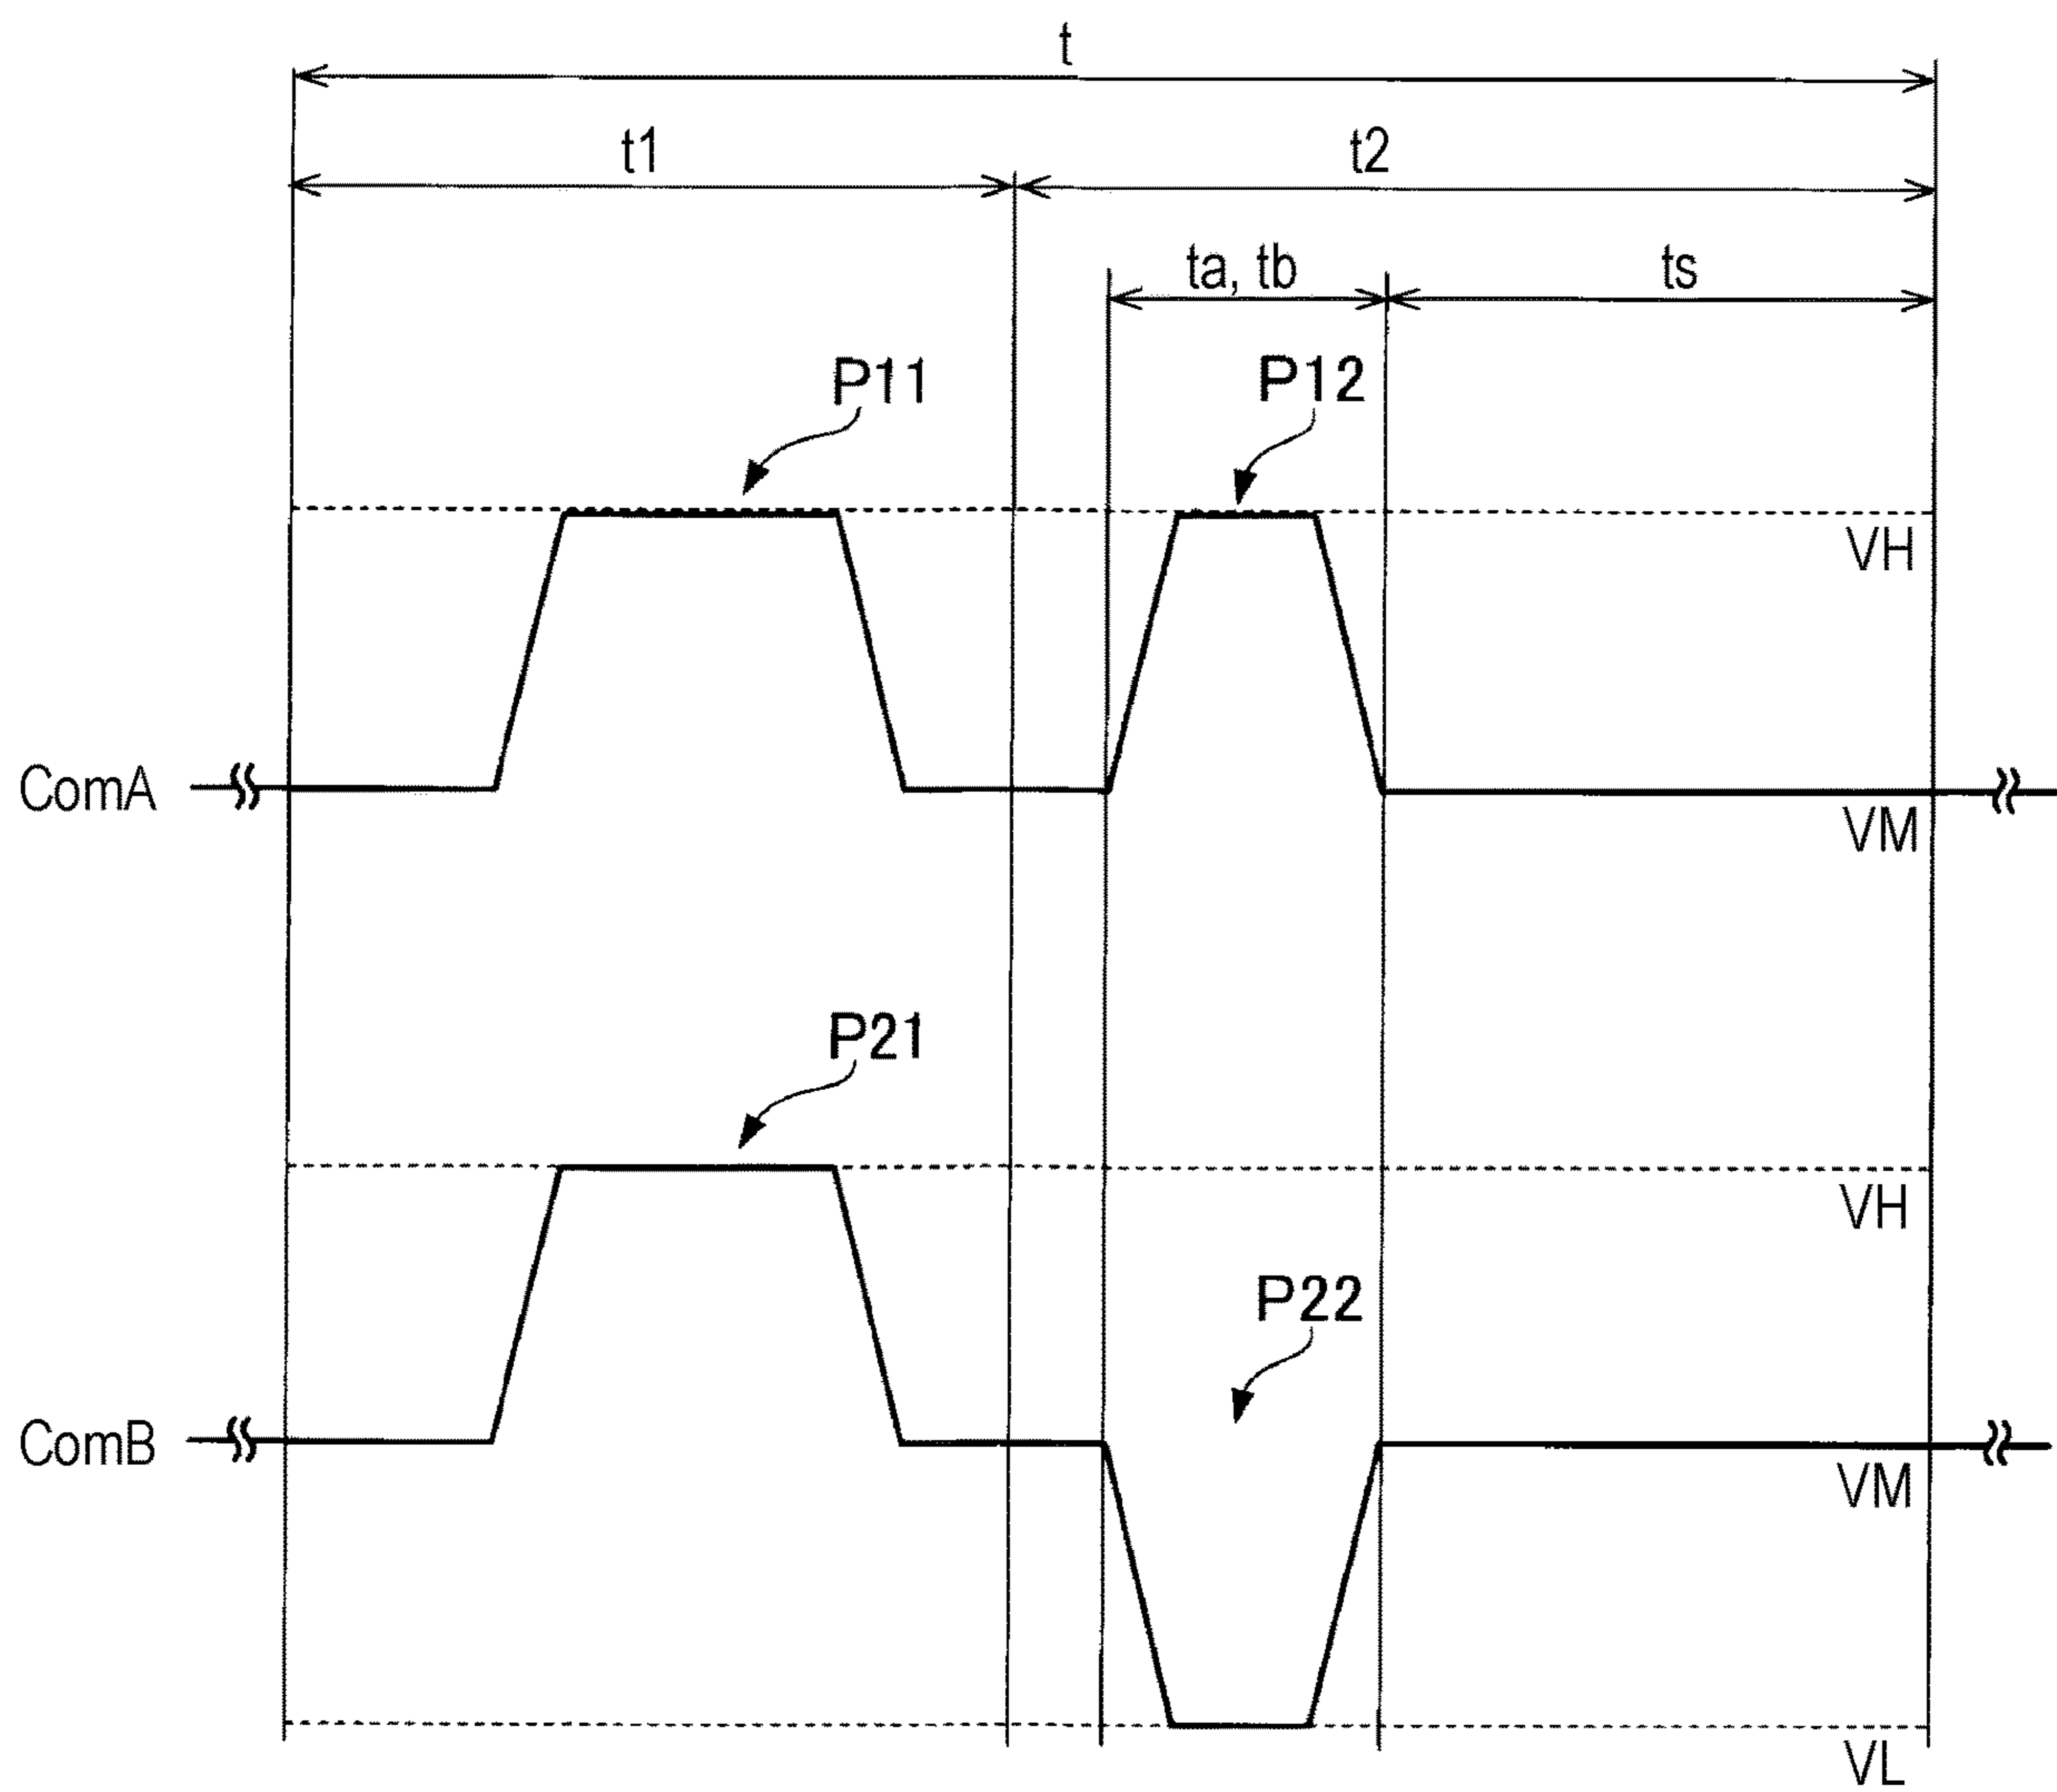 t
t1 t2
ta, tb ts
P11 P12
VH
ComA
VM
P21
VH
P22
ComB
VM
VL